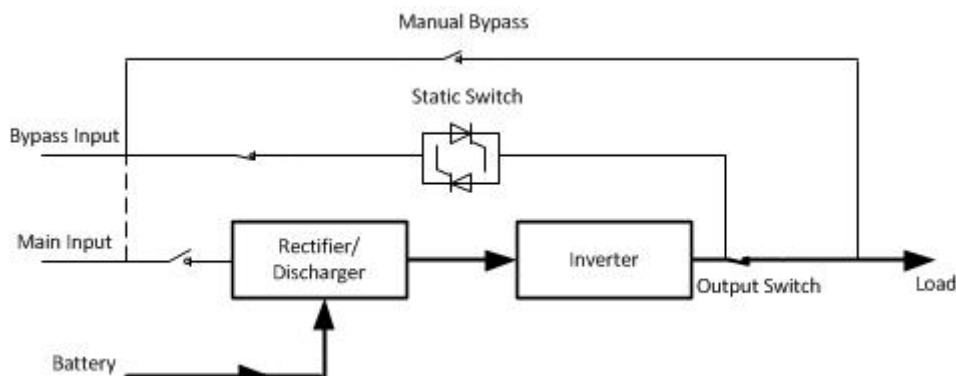 Manual Bypass
Static Switch
Bypass Input
Main Input
Rectifier/
Discharger
Inverter
Output Switch
Load
Battery